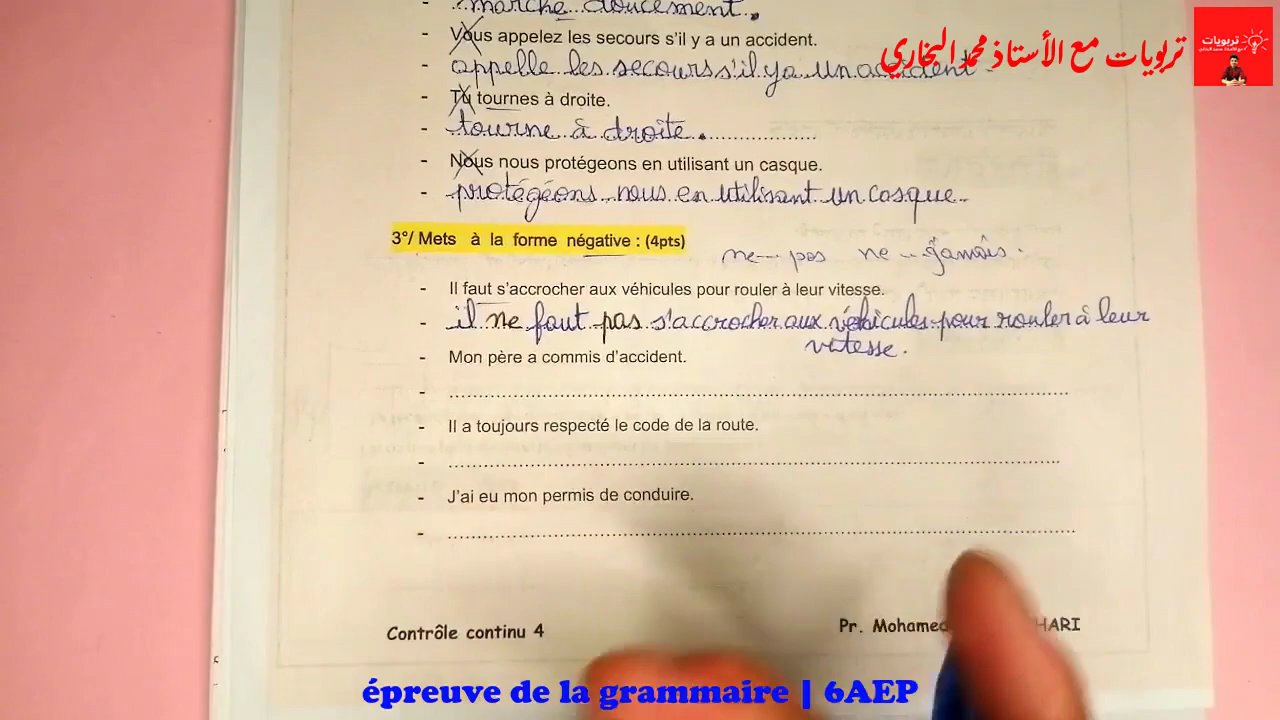 marche doucement.
تربويات مع الأستاذ محمد البخاري
تربويات
- Vous appelez les secours s'il y a un accident.
- appelle les secours s'il y a un accident.
- Tu tournes à droite.
- tourne à droite.
- Nous nous protégeons en utilisant un casque.
- protégeons nous en utilisant un casque.
3°/ Mets à la forme négative : (4pts) ne -- pas ne -- jamais.
- Il faut s'accrocher aux véhicules pour rouler à leur vitesse.
- il ne faut pas s'accrocher aux véhicules pour rouler à leur
vitesse.
- Mon père a commis d'accident.
- Il a toujours respecté le code de la route.
- J'ai eu mon permis de conduire.
Contrôle continu 4 Pr. Mohamed HARI
épreuve de la grammaire | 6AEP